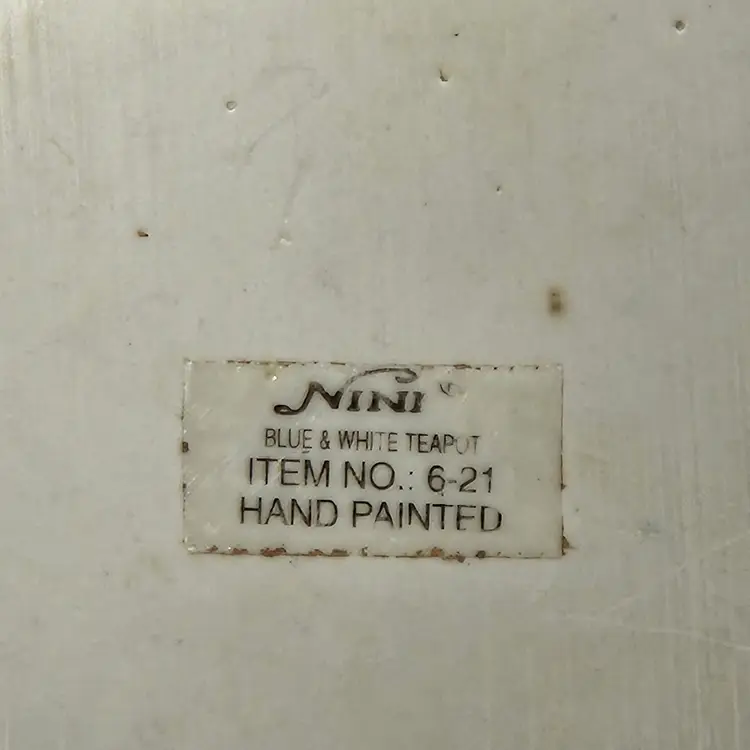 NINI
BLUE & WHITE TEAPOT
ITEM NO.: 6-21
HAND PAINTED